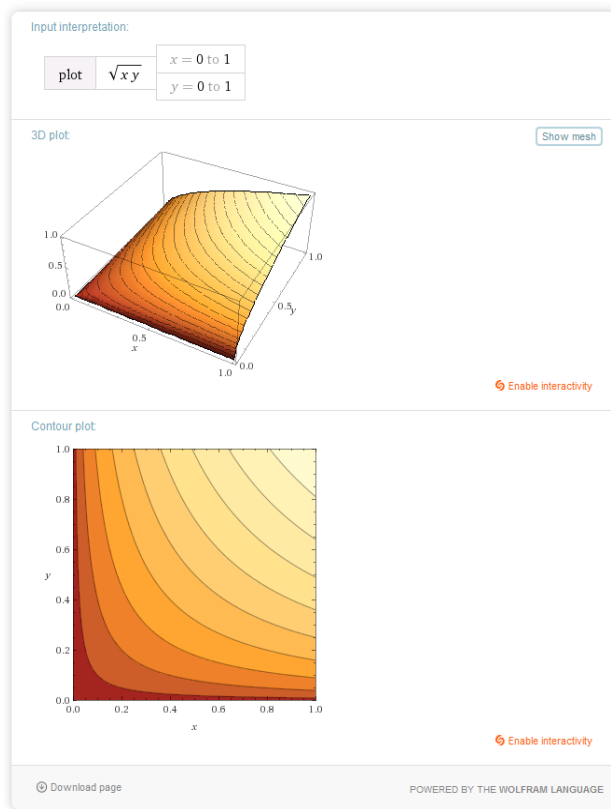 Input interpretation:
plot √x y x = 0 to 1
y = 0 to 1
3D plot:
Show mesh
1.0
0.5
0.0
0.0
0.5
x
1.0
0.0
0.5
y
1.0
Enable interactivity
Contour plot:
1.0
0.8
0.6
y
0.4
0.2
0.0
0.0 0.2 0.4 0.6 0.8 1.0
x
Enable interactivity
Download page
POWERED BY THE WOLFRAM LANGUAGE